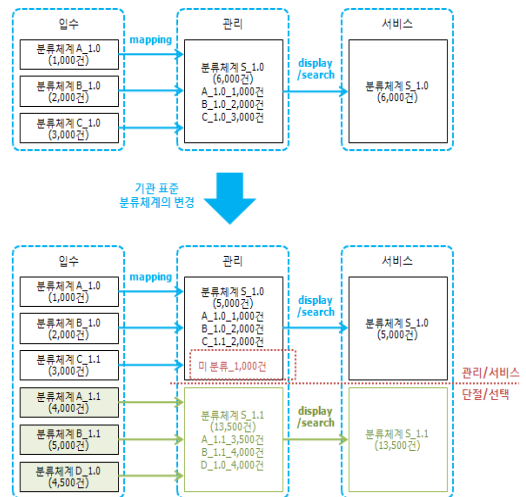 입수
관리
서비스
mapping
분류체계 A_1.0
(1,000건)
분류체계 B_1.0
(2,000건)
분류체계 C_1.0
(3,000건)
분류체계 S_1.0
(6,000건)
A_1.0_1,000건
B_1.0_2,000건
C_1.0_3,000건
display
/search
분류체계 S_1.0
(6,000건)
기관 표준
분류체계의 변경
입수
관리
서비스
mapping
분류체계 A_1.0
(1,000건)
분류체계 B_1.0
(2,000건)
분류체계 C_1.1
(3,000건)
분류체계 A_1.1
(4,000건)
분류체계 B_1.1
(5,000건)
분류체계 D_1.0
(4,500건)
분류체계 S_1.0
(5,000건)
A_1.0_1,000건
B_1.0_2,000건
C_1.1_2,000건
미 분류_1,000건
분류체계 S_1.1
(13,500건)
A_1.1_3,500건
B_1.1_4,000건
D_1.0_4,000건
display
/search
display
/search
분류체계 S_1.0
(5,000건)
분류체계 S_1.1
(13,500건)
관리/서비스
단절/선택